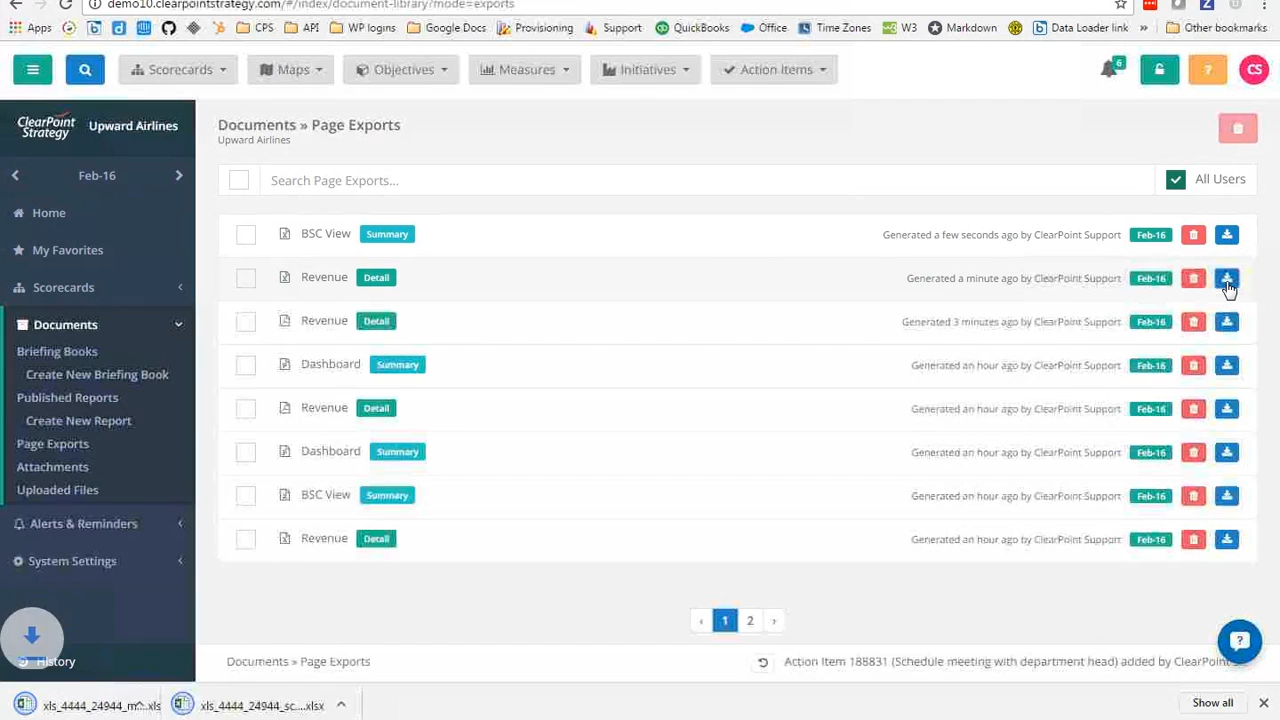 demo10.clearpointstrategy.com/#/index/document-library?mode=exports
Apps CPS API WP logins Google Docs Provisioning Support QuickBooks Office Time Zones W3 Markdown Data Loader link » Other bookmarks
Scorecards Maps Objectives Measures Initiatives Action Items 6 ? CS
ClearPoint Strategy Upward Airlines
Feb-16
Home
My Favorites
Scorecards
Documents
Briefing Books
Create New Briefing Book
Published Reports
Create New Report
Page Exports
Attachments
Uploaded Files
Alerts & Reminders
System Settings
History
Documents » Page Exports
Upward Airlines
Search Page Exports... All Users
BSC View Summary Generated a few seconds ago by ClearPoint Support Feb-16
Revenue Detail Generated a minute ago by ClearPoint Support Feb-16
Revenue Detail Generated 3 minutes ago by ClearPoint Support Feb-16
Dashboard Summary Generated an hour ago by ClearPoint Support Feb-16
Revenue Detail Generated an hour ago by ClearPoint Support Feb-16
Dashboard Summary Generated an hour ago by ClearPoint Support Feb-16
BSC View Summary Generated an hour ago by ClearPoint Support Feb-16
Revenue Detail Generated an hour ago by ClearPoint Support Feb-16
‹ 1 2 ›
Documents » Page Exports Action Item 188831 (Schedule meeting with department head) added by ClearPoin
xls_4444_24944_m....xls xls_4444_24944_sc....xlsx Show all